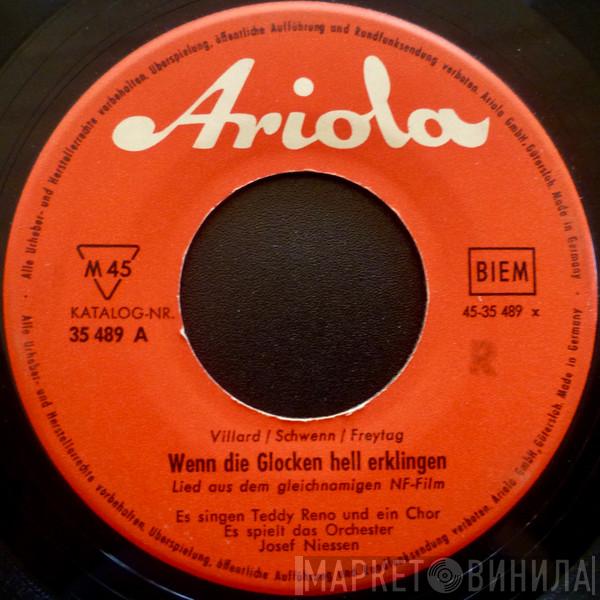 Alle Urheber- und Herstellerrechte vorbehalten. Überspielung, öffentliche Aufführung und Rundfunksendung verboten. Ariola GmbH, Gütersloh. Made in Germany
Ariola
M 45
BIEM
KATALOG-NR.
45-35 489 x
35 489 A
R
Villard / Schwenn / Freytag
Wenn die Glocken hell erklingen
Lied aus dem gleichnamigen NF-Film
Es singen Teddy Reno und ein Chor
Es spielt das Orchester
Josef Niessen
Alle Urheber- und Herstellerrechte vorbehalten. Überspielung, öffentliche Aufführung und Rundfunksendung verboten. Ariola GmbH, Gütersloh. Made in Germany
МАРКЕТ ВИНИЛА